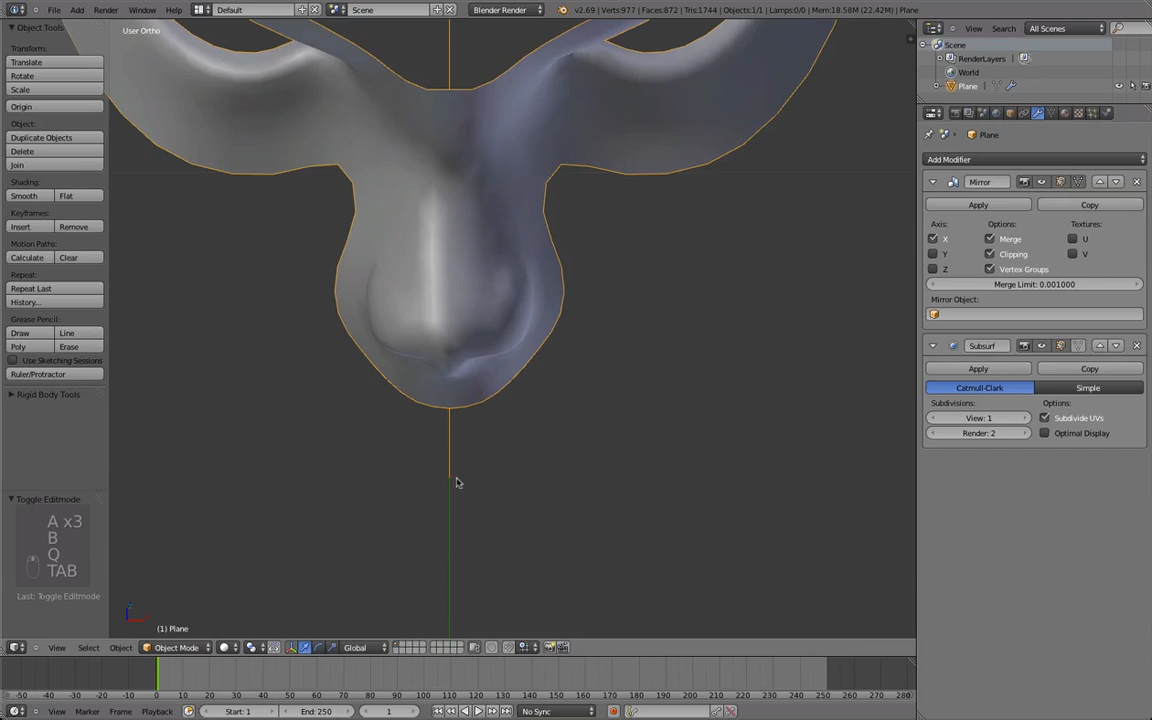 File Add Render Window Help Default Scene Blender Render v2.69 | Verts:977 | Faces:872 | Tris:1744 | Objects:1/1 | Lamps:0/0 | Mem:18.58M (22.42M) | Plane
Object Tools
Transform:
Translate
Rotate
Scale
Origin
Object:
Duplicate Objects
Delete
Join
Shading:
Smooth Flat
Keyframes:
Insert Remove
Motion Paths:
Calculate Clear
Repeat:
Repeat Last
History...
Grease Pencil:
Draw Line
Poly Erase
Use Sketching Sessions
Ruler/Protractor
Rigid Body Tools
Toggle Editmode
A x3
B
Q
TAB
Last: Toggle Editmode
User Ortho
(1) Plane
View Search All Scenes
Scene
RenderLayers
World
Plane
Plane
Add Modifier
Mirror
Apply Copy
Axis: Options: Textures:
X Merge U
Y Clipping V
Z Vertex Groups
Merge Limit: 0.001000
Mirror Object:
Subsurf
Apply Copy
Catmull-Clark Simple
Subdivisions: Options:
View: 1 Subdivide UVs
Render: 2 Optimal Display
View Select Object Object Mode Global
-50 -40 -30 -20 -10 0 10 20 30 40 50 60 70 80 90 100 110 120 130 140 150 160 170 180 190 200 210 220 230 240 250 260 270 280
View Marker Frame Playback Start: 1 End: 250 1 No Sync